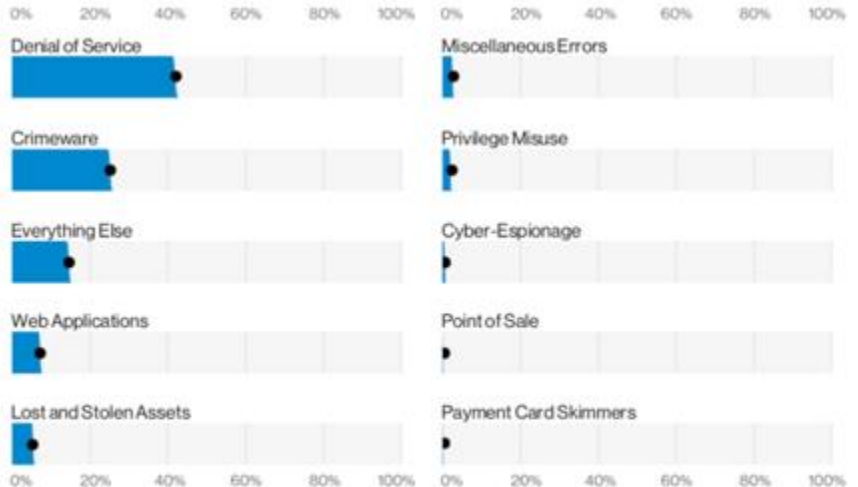 0% 20% 40% 60% 80% 100% 0% 20% 40% 60% 80% 100%
Denial of Service
Miscellaneous Errors
Crimeware
Privilege Misuse
Everything Else
Cyber-Espionage
Web Applications
Point of Sale
Lost and Stolen Assets
Payment Card Skimmers
0% 20% 40% 60% 80% 100% 0% 20% 40% 60% 80% 100%